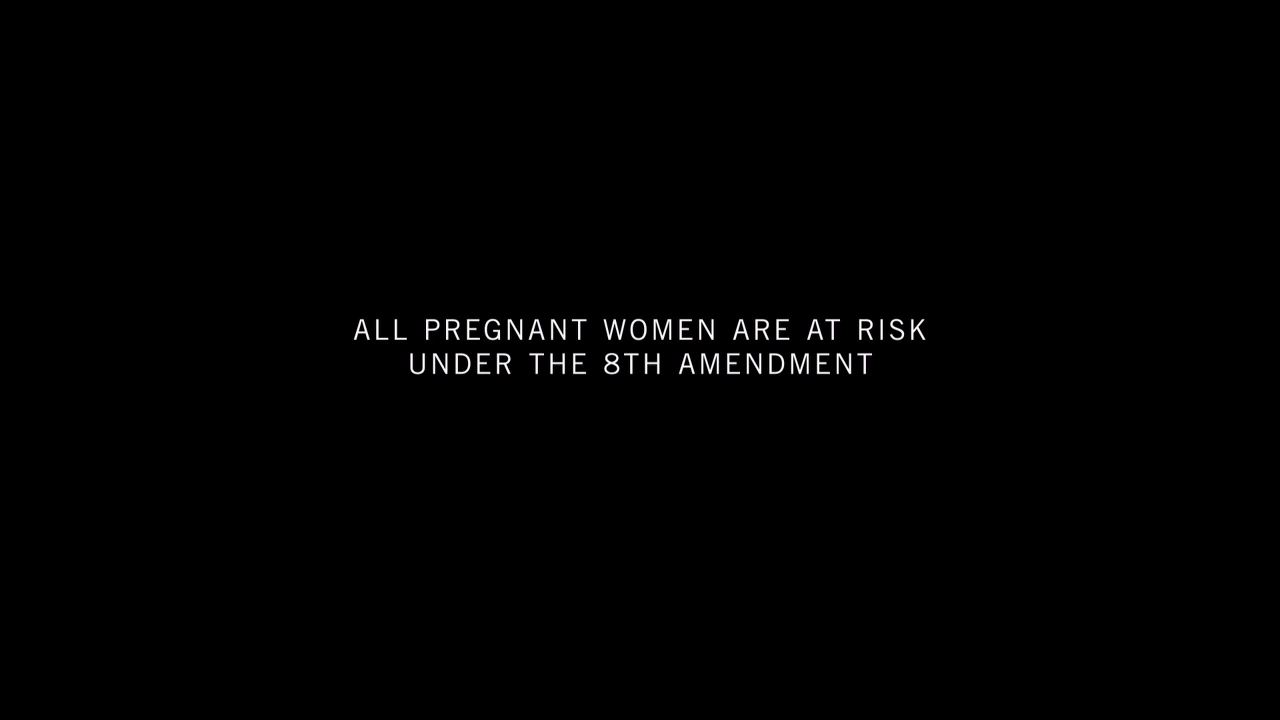 ALL PREGNANT WOMEN ARE AT RISK
UNDER THE 8TH AMENDMENT